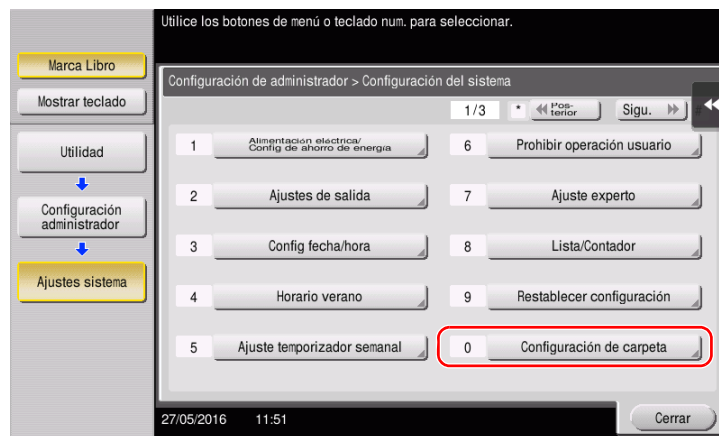 Utilice los botones de menú o teclado num. para seleccionar.
Marca Libro
Mostrar teclado
Utilidad
Configuración
administrador
Ajustes sistema
Configuración de administrador > Configuración del sistema
1/3
*
Pos-
terior
Sigu.
#
1
Alimentación eléctrica/
Config de ahorro de energía
2
Ajustes de salida
3
Config fecha/hora
4
Horario verano
5
Ajuste temporizador semanal
6
Prohibir operación usuario
7
Ajuste experto
8
Lista/Contador
9
Restablecer configuración
0
Configuración de carpeta
27/05/2016 11:51
Cerrar